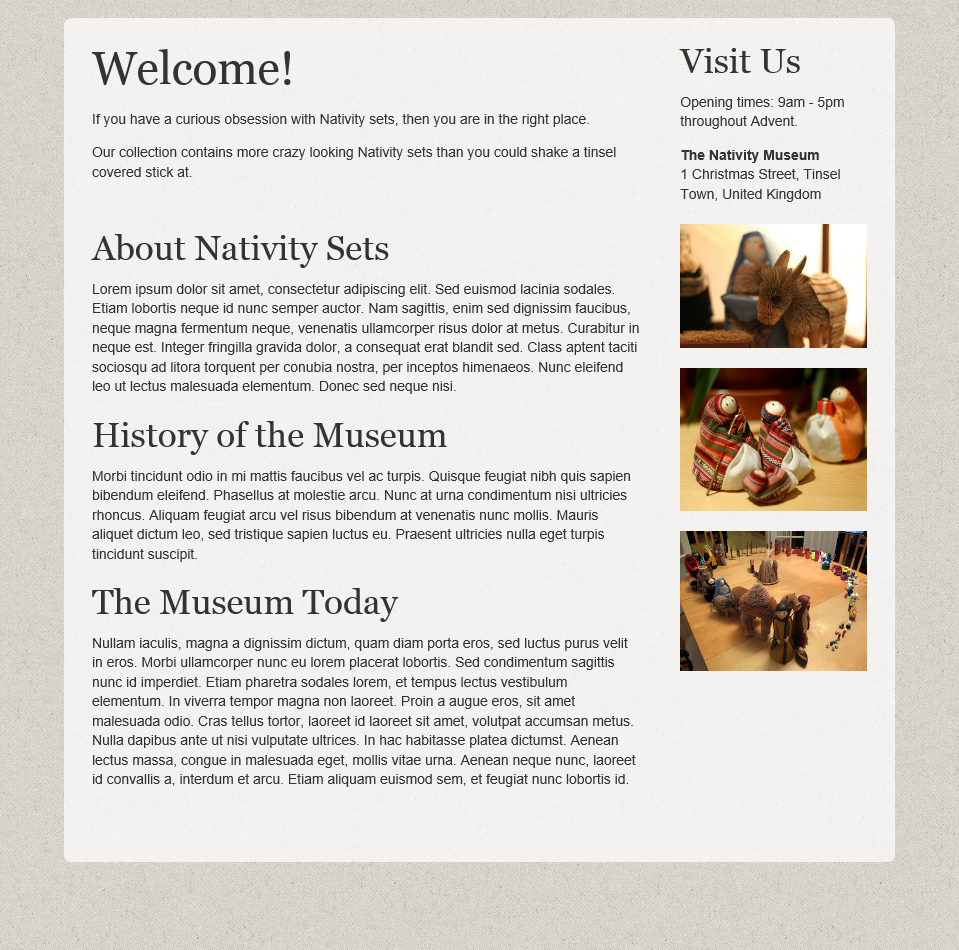 Welcome!
If you have a curious obsession with Nativity sets, then you are in the right place.
Our collection contains more crazy looking Nativity sets than you could shake a tinsel
covered stick at.
About Nativity Sets
Lorem ipsum dolor sit amet, consectetur adipiscing elit. Sed euismod lacinia sodales.
Etiam lobortis neque id nunc semper auctor. Nam sagittis, enim sed dignissim faucibus,
neque magna fermentum neque, venenatis ullamcorper risus dolor at metus. Curabitur in
neque est. Integer fringilla gravida dolor, a consequat erat blandit sed. Class aptent taciti
sociosqu ad litora torquent per conubia nostra, per inceptos himenaeos. Nunc eleifend
leo ut lectus malesuada elementum. Donec sed neque nisi.
History of the Museum
Morbi tincidunt odio in mi mattis faucibus vel ac turpis. Quisque feugiat nibh quis sapien
bibendum eleifend. Phasellus at molestie arcu. Nunc at urna condimentum nisi ultricies
rhoncus. Aliquam feugiat arcu vel risus bibendum at venenatis nunc mollis. Mauris
aliquet dictum leo, sed tristique sapien luctus eu. Praesent ultricies nulla eget turpis
tincidunt suscipit.
The Museum Today
Nullam iaculis, magna a dignissim dictum, quam diam porta eros, sed luctus purus velit
in eros. Morbi ullamcorper nunc eu lorem placerat lobortis. Sed condimentum sagittis
nunc id imperdiet. Etiam pharetra sodales lorem, et tempus lectus vestibulum
elementum. In viverra tempor magna non laoreet. Proin a augue eros, sit amet
malesuada odio. Cras tellus tortor, laoreet id laoreet sit amet, volutpat accumsan metus.
Nulla dapibus ante ut nisi vulputate ultrices. In hac habitasse platea dictumst. Aenean
lectus massa, congue in malesuada eget, mollis vitae urna. Aenean neque nunc, laoreet
id convallis a, interdum et arcu. Etiam aliquam euismod sem, et feugiat nunc lobortis id.
Visit Us
Opening times: 9am - 5pm
throughout Advent.
The Nativity Museum
1 Christmas Street, Tinsel
Town, United Kingdom